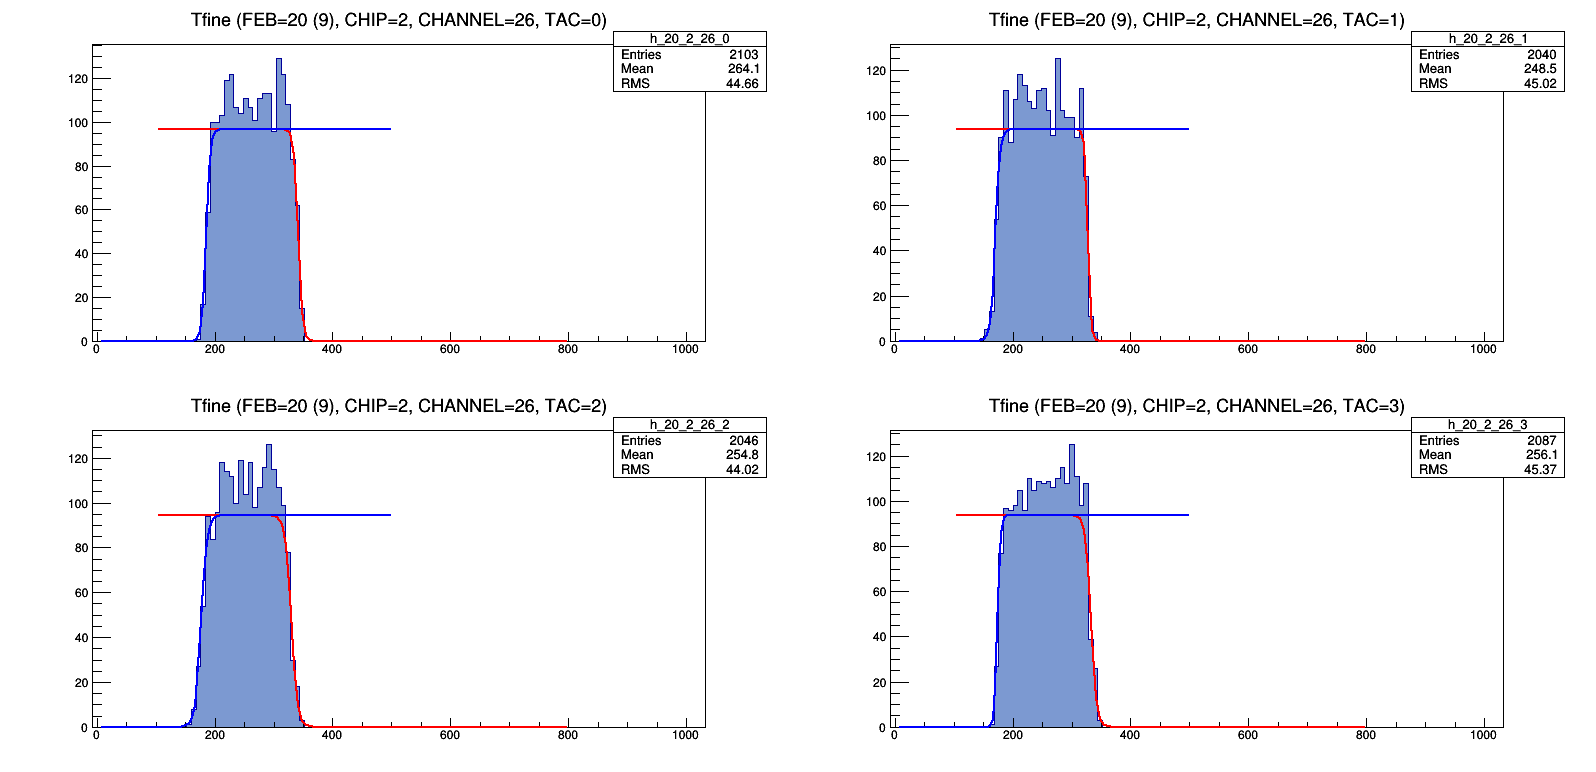 Tfine (FEB=20 (9), CHIP=2, CHANNEL=26, TAC=0)
h_20_2_26_0
Entries 2103
Mean 264.1
RMS 44.66
120
100
80
60
40
20
0
0 200 400 600 800 1000
Tfine (FEB=20 (9), CHIP=2, CHANNEL=26, TAC=1)
h_20_2_26_1
Entries 2040
Mean 248.5
RMS 45.02
120
100
80
60
40
20
0
0 200 400 600 800 1000
Tfine (FEB=20 (9), CHIP=2, CHANNEL=26, TAC=2)
h_20_2_26_2
Entries 2046
Mean 254.8
RMS 44.02
120
100
80
60
40
20
0
0 200 400 600 800 1000
Tfine (FEB=20 (9), CHIP=2, CHANNEL=26, TAC=3)
h_20_2_26_3
Entries 2087
Mean 256.1
RMS 45.37
120
100
80
60
40
20
0
0 200 400 600 800 1000